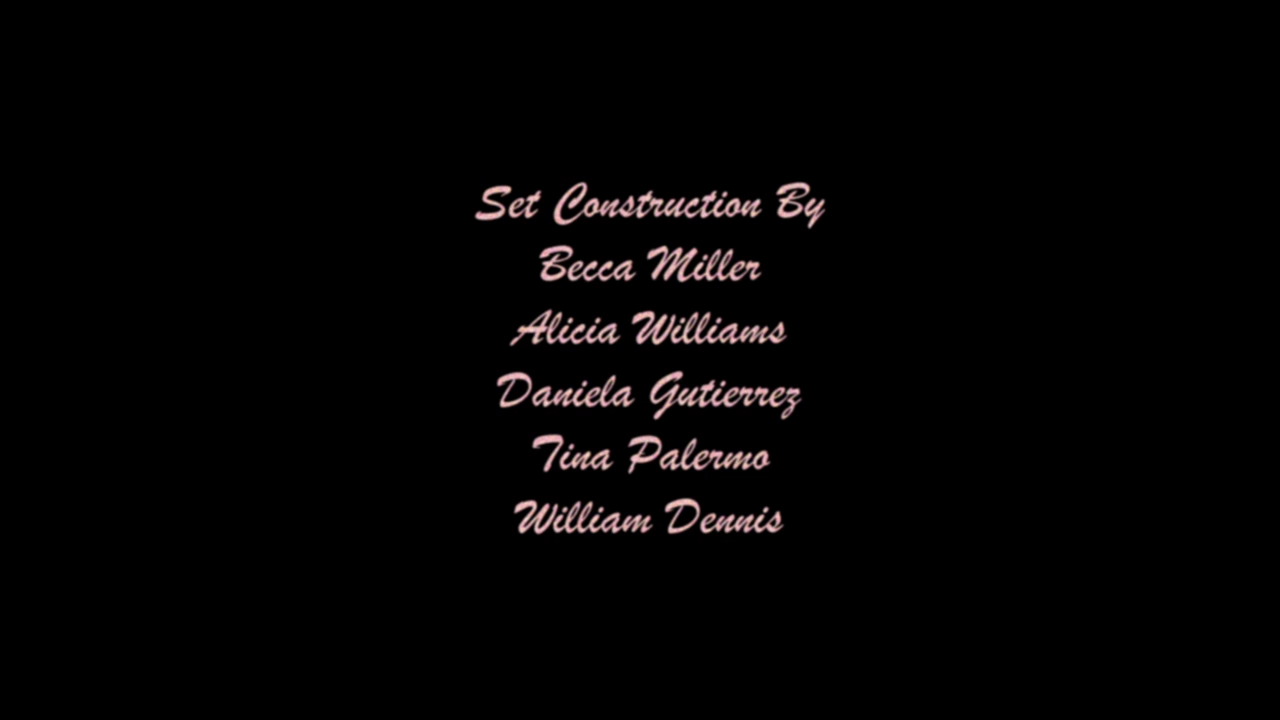 Set Construction By
Becca Miller
Alicia Williams
Daniela Gutierrez
Tina Palermo
William Dennis